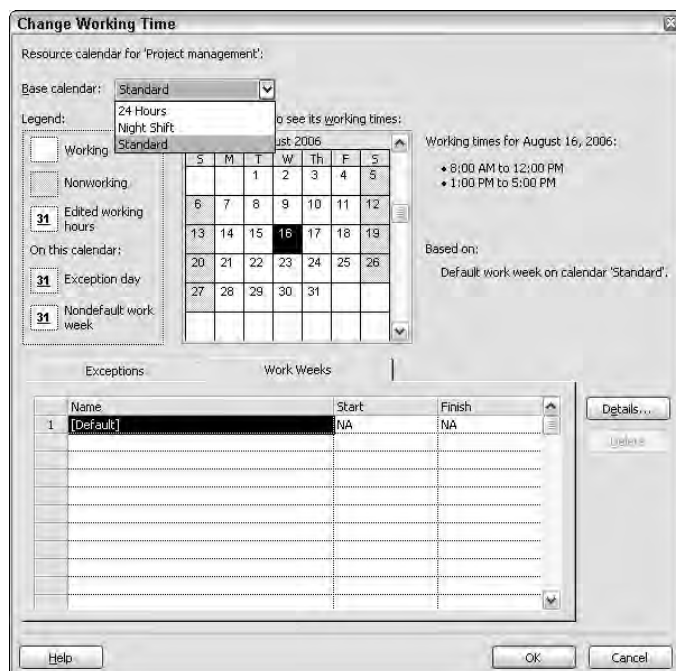 Change Working Time
Resource calendar for 'Project management':
Base calendar: Standard
24 Hours
Night Shift
Standard
Legend:
o see its working times:
Working
Nonworking
31 Edited working hours
On this calendar:
31 Exception day
31 Nondefault work week
ust 2006
S M T W Th F S
1 2 3 4 5
6 7 8 9 10 11 12
13 14 15 16 17 18 19
20 21 22 23 24 25 26
27 28 29 30 31
Working times for August 16, 2006:
• 8:00 AM to 12:00 PM
• 1:00 PM to 5:00 PM
Based on:
Default work week on calendar 'Standard'.
Exceptions Work Weeks
Name Start Finish
1 [Default] NA NA
Details...
Delete
Help OK Cancel